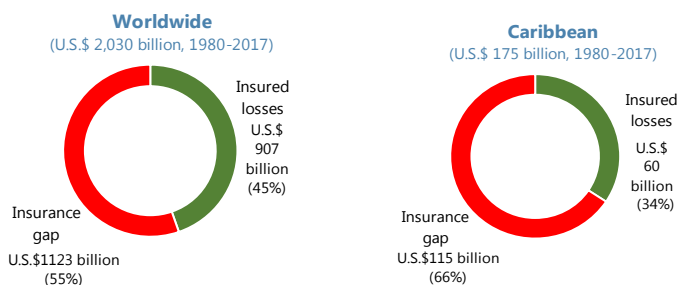 Worldwide
(U.S.$ 2,030 billion, 1980-2017)
Insured
losses
U.S.$
907
billion
(45%)
Insurance
gap
U.S.$1123 billion
(55%)
Caribbean
(U.S.$ 175 billion, 1980-2017)
Insured
losses
U.S.$
60
billion
(34%)
Insurance
gap
U.S.$115 billion
(66%)